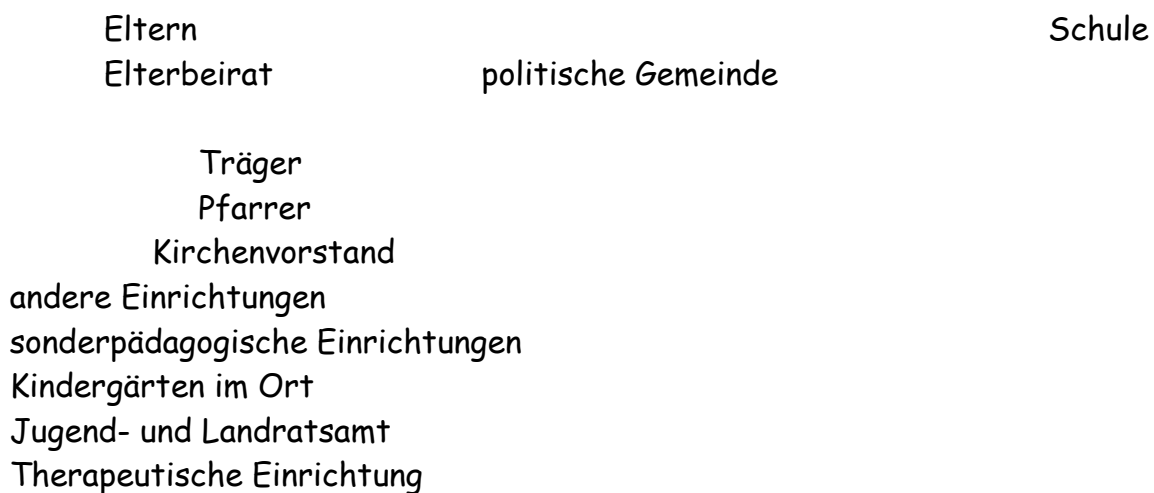 Eltern Schule
Elterbeirat politische Gemeinde
Träger
Pfarrer
Kirchenvorstand
andere Einrichtungen
sonderpädagogische Einrichtungen
Kindergärten im Ort
Jugend- und Landratsamt
Therapeutische Einrichtung